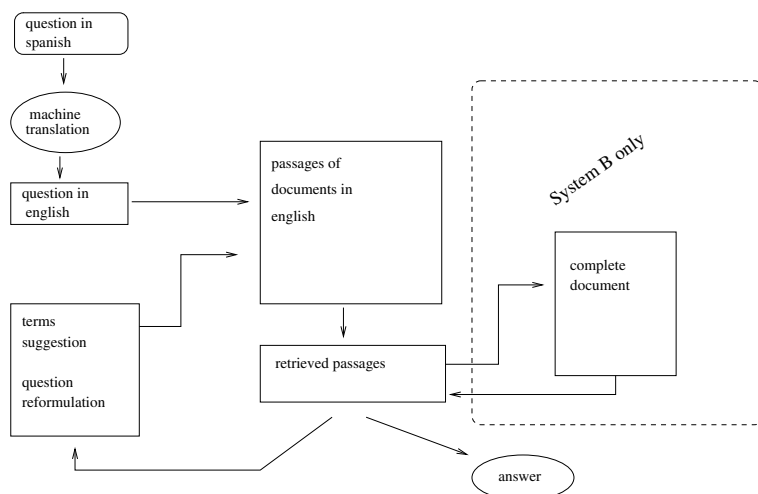 question in
spanish
machine
translation
question in
english
passages of
documents in
english
System B only
complete
document
terms
suggestion
question
reformulation
retrieved passages
answer